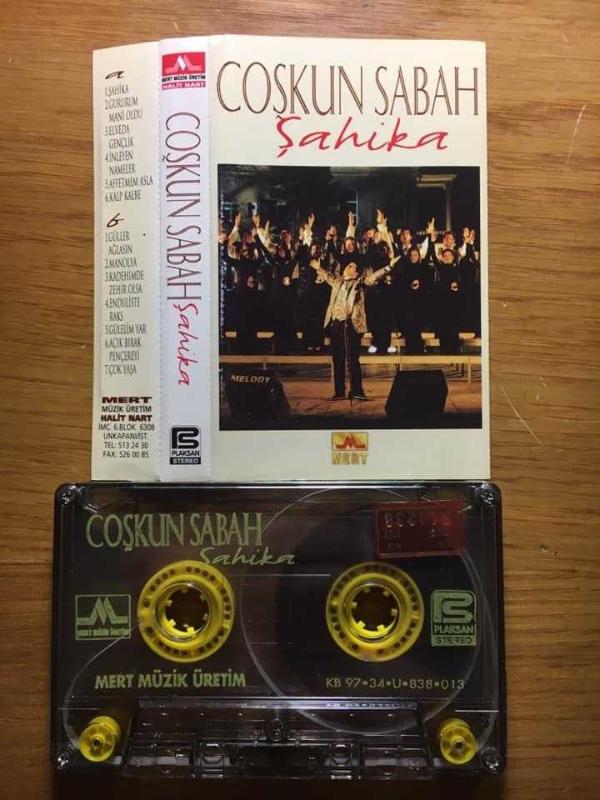 a
1.ŞAHİKA
2.GURURUM
MANİ OLDU
3.ELVEDA
GENÇLİK
4.İNLEYEN
NAMELER
5.AFFETMEM ASLA
6.KALP KALBE
b
1.GÜLLER
AĞLASIN
2.MANOLYA
3.KADEHİMDE
ZEHİR OLSA
4.ENDULİSTE
RAKS
5.GÜLELİM YAR
6.AÇIK BIRAK
PENÇEREYİ
7.ÇOK YAŞA
MERT
MÜZİK ÜRETİM
HALİT NART
İMÇ. 6.BLOK 6308
UNKAPANI/İST.
TEL: 513 24 30
FAX: 526 00 85
MERT MÜZİK ÜRETİM
HALİT NART
COŞKUN SABAH
Şahika
PLAKSAN
STEREO
COŞKUN SABAH
Şahika
MELODY
MERT
COŞKUN SABAH
Şahika
MERT MÜZİK ÜRETİM
PLAKSAN
STEREO
MERT MÜZİK ÜRETİM
KB 97•34•U•838•013